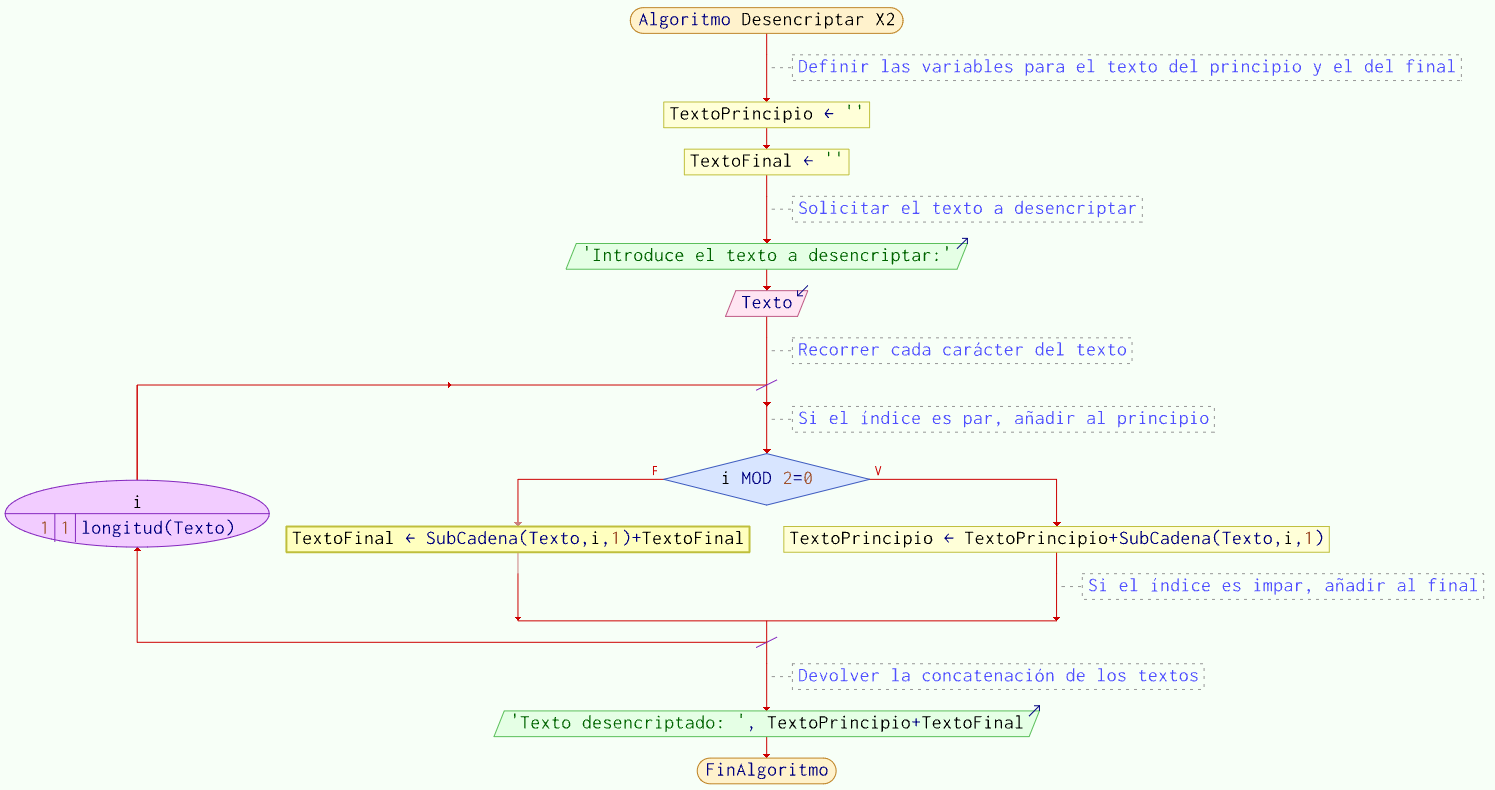 Algoritmo Desencriptar X2
Definir las variables para el texto del principio y el del final
TextoPrincipio ← ''
TextoFinal ← ''
Solicitar el texto a desencriptar
'Introduce el texto a desencriptar:'
Texto
Recorrer cada carácter del texto
Si el índice es par, añadir al principio
F
i MOD 2=0
V
i
1 1 longitud(Texto)
TextoFinal ← SubCadena(Texto,i,1)+TextoFinal
TextoPrincipio ← TextoPrincipio+SubCadena(Texto,i,1)
Si el índice es impar, añadir al final
Devolver la concatenación de los textos
'Texto desencriptado: ', TextoPrincipio+TextoFinal
FinAlgoritmo